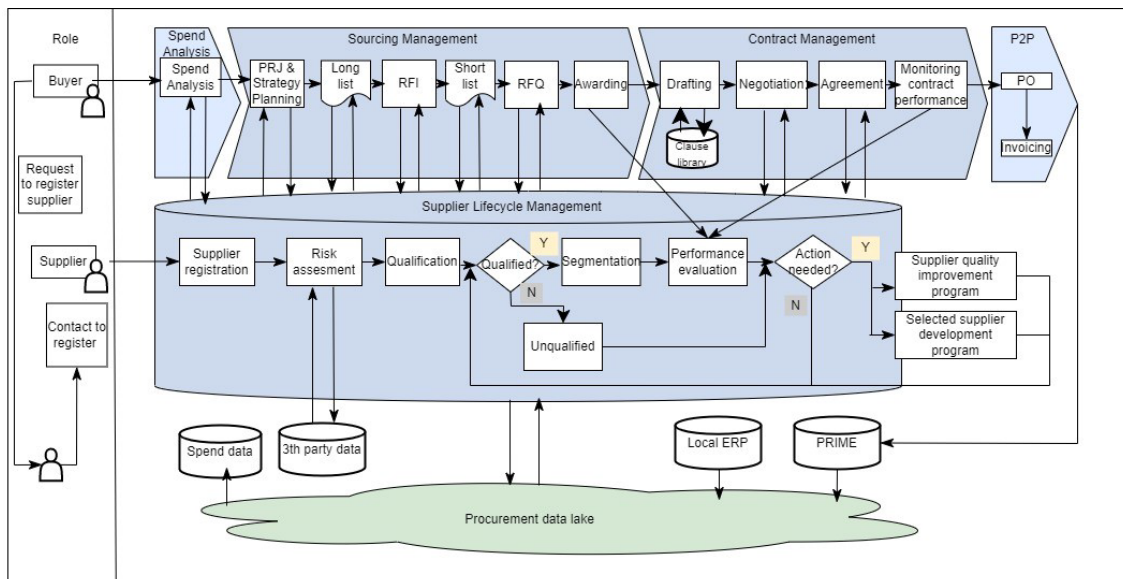 Role
Spend
Analysis
Sourcing Management
Contract Management
P2P
Buyer
Spend
Analysis
PRJ &
Strategy
Planning
Long
list
RFI
Short
list
RFQ
Awarding
Drafting
Negotiation
Agreement
Monitoring
contract
performance
PO
Clause
library
Invoicing
Request
to register
supplier
Supplier Lifecycle Management
Supplier
Supplier
registration
Risk
assesment
Qualification
Qualified?
Y
N
Segmentation
Performance
evaluation
Action
needed?
Y
N
Supplier quality
improvement
program
Selected supplier
development
program
Unqualified
Contact to
register
Spend data
3th party data
Local ERP
PRIME
Procurement data lake